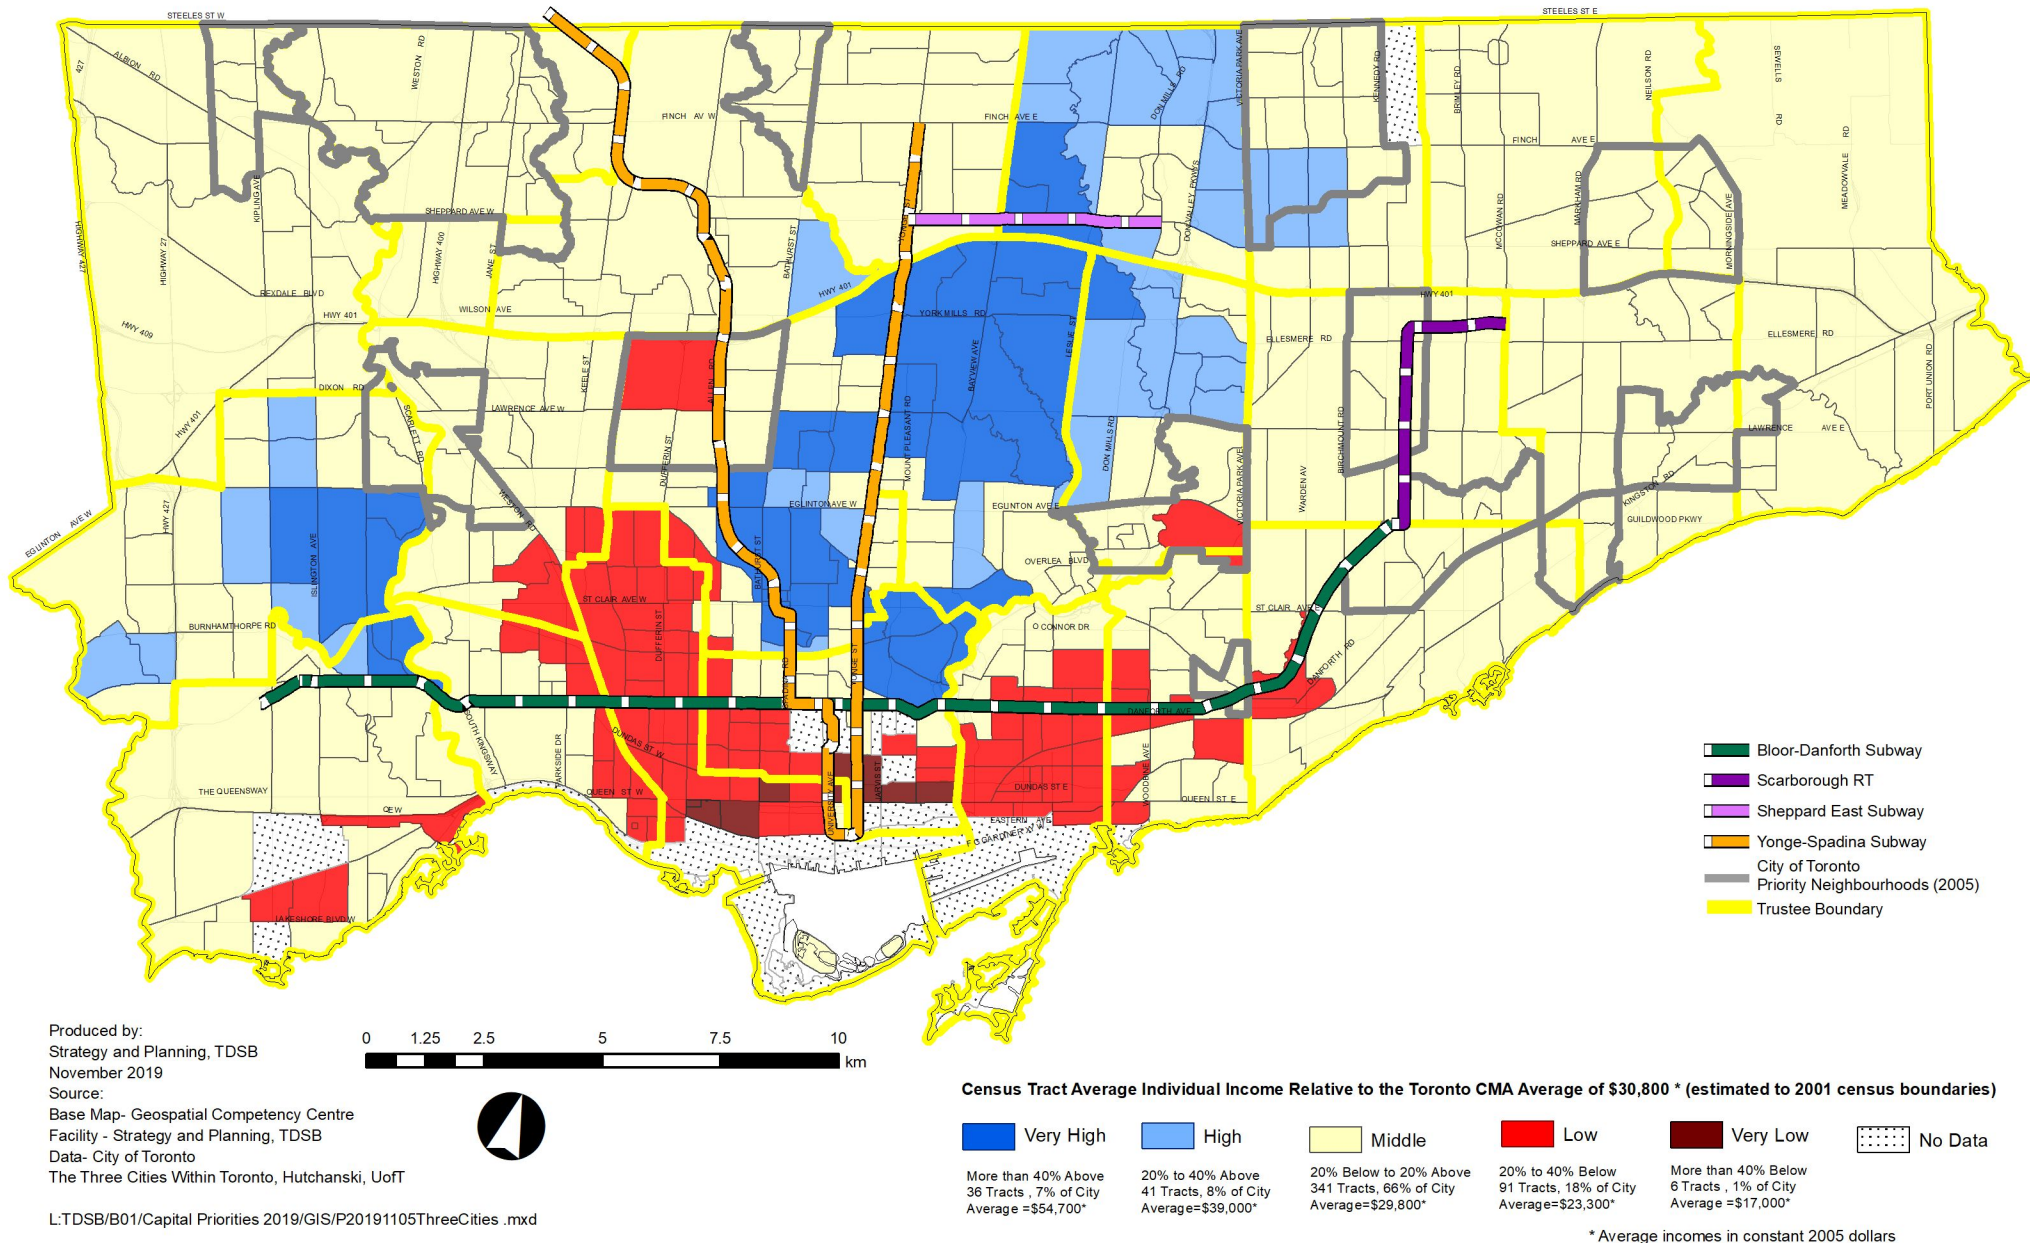 STEELES ST W
STEELES ST E
427
ALBION RD
WESTON RD
FINCH AV W
FINCH AVE E
DON MILLS RD
VICTORIA PARK AVE
KENNEDY RD
BRIMLEY RD
NEILSON RD
SEWELLS RD
FINCH AVE E
MEADOWVALE RD
KIPLING AVE
SHEPPARD AVE W
HIGHWAY 427
HIGHWAY 27
HIGHWAY 400
JANE ST
BATHURST ST
YONGE ST
DON VALLEY PKWY S
MCCOWAN RD
MARKHAM RD
SHEPPARD AVE E
MORNINGSIDE AVE
REXDALE BLVD
HWY 401
WILSON AVE
HWY 401
YORK MILLS RD
HWY 401
HWY 409
KEELE ST
ALLEN RD
BAYVIEW AVE
LESLIE ST
ELLESMERE RD
ELLESMERE RD
PORT UNION RD
DIXON RD
HWY 401
SCARLETT RD
LAWRENCE AVE W
DUFFERIN ST
MOUNT PLEASANT RD
DON MILLS RD
VICTORIA PARK AVE
WARDEN AV
BIRCHMOUNT RD
LAWRENCE AVE E
KINGSTON RD
GUILDWOOD PKWY
EGLINTON AVE W
HWY 427
WESTON RD
EGLINTON AVE W
EGLINTON AVE E
ISLINGTON AVE
BATHURST ST
OVERLEA BLVD
ST CLAIR AVE W
ST CLAIR AVE E
BURNHAMTHORPE RD
DUFFERIN ST
O CONNOR DR
SPADINA RD
YONGE ST
DANFORTH RD
SOUTH KINGSWAY
PARKSIDE DR
DUNDAS ST W
DANFORTH AVE
THE QUEENSWAY
QEW
QUEEN ST W
UNIVERSITY AVE
JARVIS ST
DUNDAS ST E
WOODBINE AVE
QUEEN ST E
EASTERN AVE
F G GARDINER XY W
LAKESHORE BLVD W
Bloor-Danforth Subway
Scarborough RT
Sheppard East Subway
Yonge-Spadina Subway
City of Toronto
Priority Neighbourhoods (2005)
Trustee Boundary
Produced by:
Strategy and Planning, TDSB
November 2019
Source:
Base Map- Geospatial Competency Centre
Facility - Strategy and Planning, TDSB
Data- City of Toronto
The Three Cities Within Toronto, Hutchanski, UofT
L:TDSB/B01/Capital Priorities 2019/GIS/P20191105ThreeCities .mxd
0 1.25 2.5 5 7.5 10
km
Census Tract Average Individual Income Relative to the Toronto CMA Average of $30,800 * (estimated to 2001 census boundaries)
Very High
More than 40% Above
36 Tracts , 7% of City
Average =$54,700*
High
20% to 40% Above
41 Tracts, 8% of City
Average=$39,000*
Middle
20% Below to 20% Above
341 Tracts, 66% of City
Average=$29,800*
Low
20% to 40% Below
91 Tracts, 18% of City
Average=$23,300*
Very Low
More than 40% Below
6 Tracts , 1% of City
Average =$17,000*
No Data
* Average incomes in constant 2005 dollars